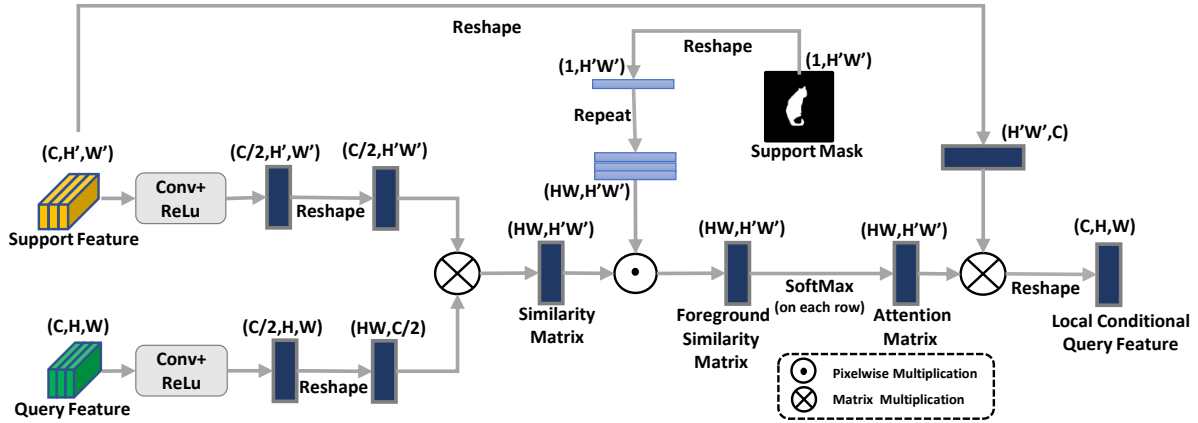 Reshape
Reshape
(1,H'W')
(1,H'W')
Repeat
Support Mask
(H'W',C)
(C,H',W')
(C/2,H',W')
(C/2,H'W')
(HW,H'W')
Conv+
ReLu
Reshape
Support Feature
(HW,H'W')
(HW,H'W')
(HW,H'W')
(C,H,W)
Similarity
Matrix
Foreground
Similarity
Matrix
SoftMax
(on each row)
Attention
Matrix
Reshape
Local Conditional
Query Feature
(C,H,W)
(C/2,H,W)
(HW,C/2)
Conv+
ReLu
Reshape
Query Feature
Pixelwise Multiplication
Matrix Multiplication